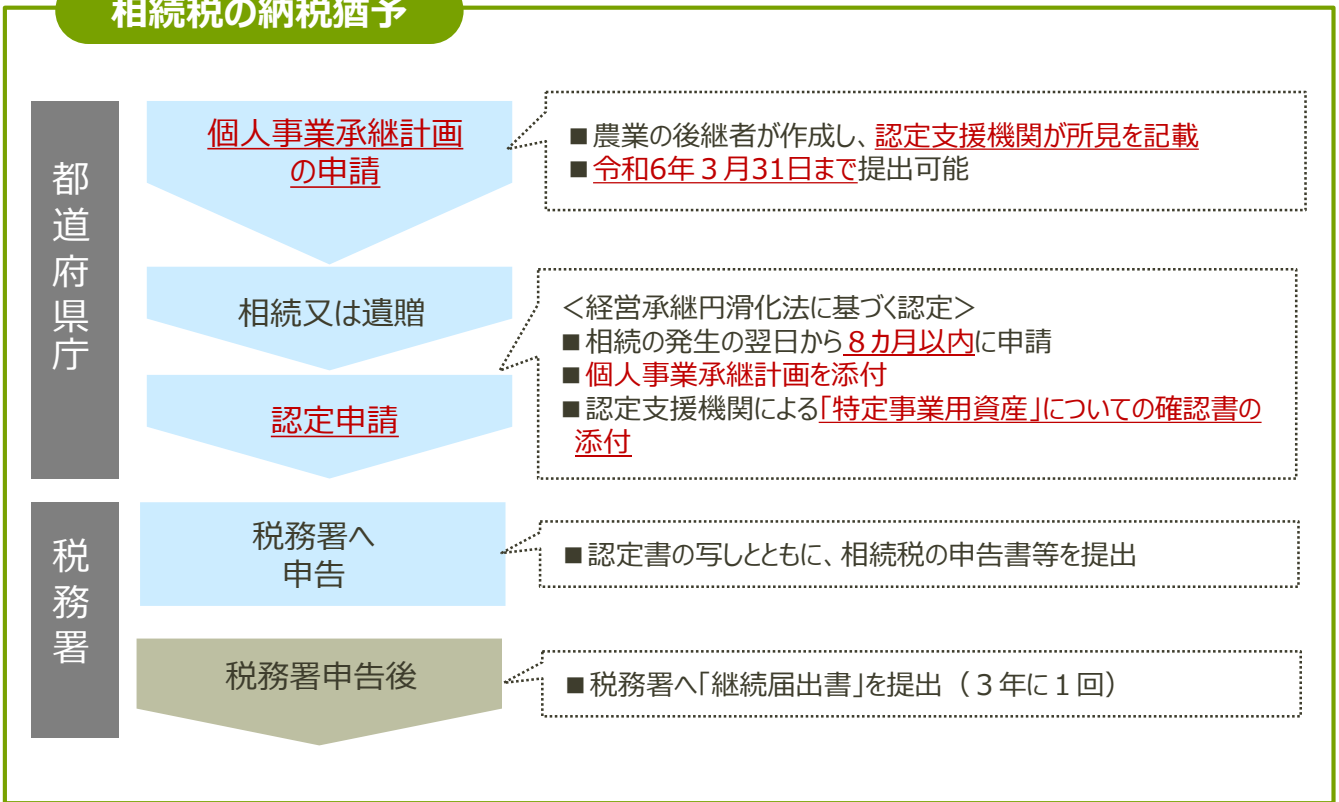 相続税の納税猶予
都道府県庁
個人事業承継計画
の申請
■農業の後継者が作成し、認定支援機関が所見を記載
■令和6年３月31日まで提出可能
相続又は遺贈
認定申請
＜経営承継円滑化法に基づく認定＞
■相続の発生の翌日から８ヵ月以内に申請
■個人事業承継計画を添付
■認定支援機関による「特定事業用資産」についての確認書の
添付
税務署
税務署へ
申告
■認定書の写しとともに、相続税の申告書等を提出
税務署申告後
■税務署へ「継続届出書」を提出（３年に１回）